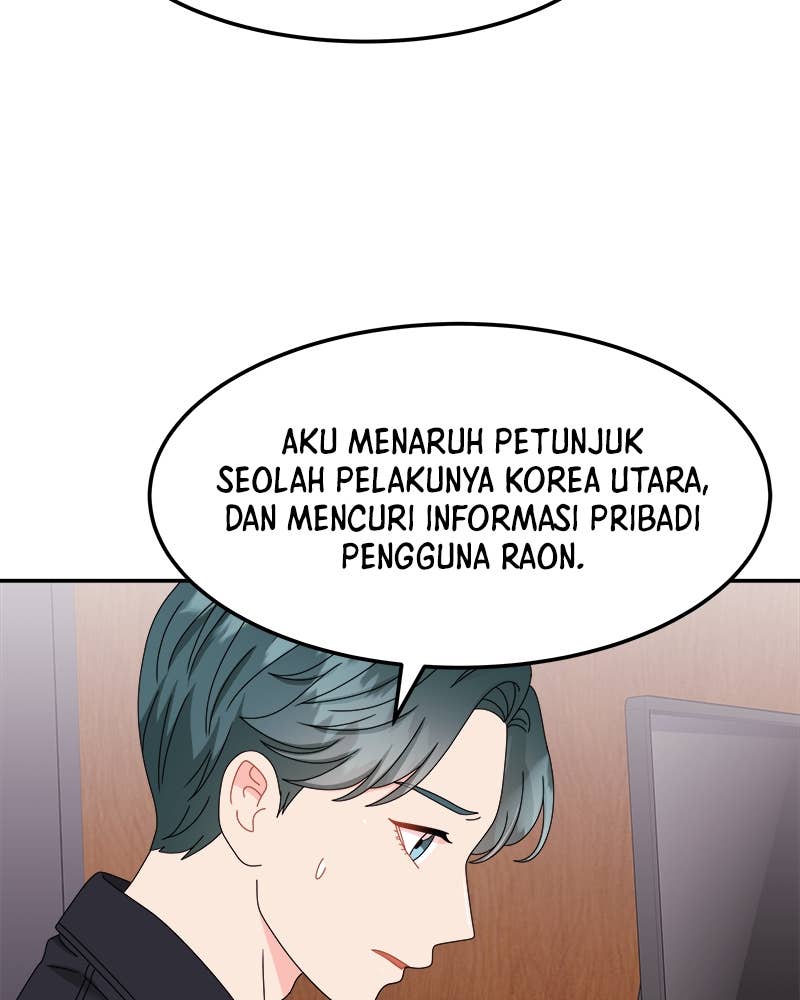 AKU MENARUH PETUNJUK
SEOLAH PELAKUNYA KOREA UTARA,
DAN MENCURI INFORMASI PRIBADI
PENGGUNA RAON.